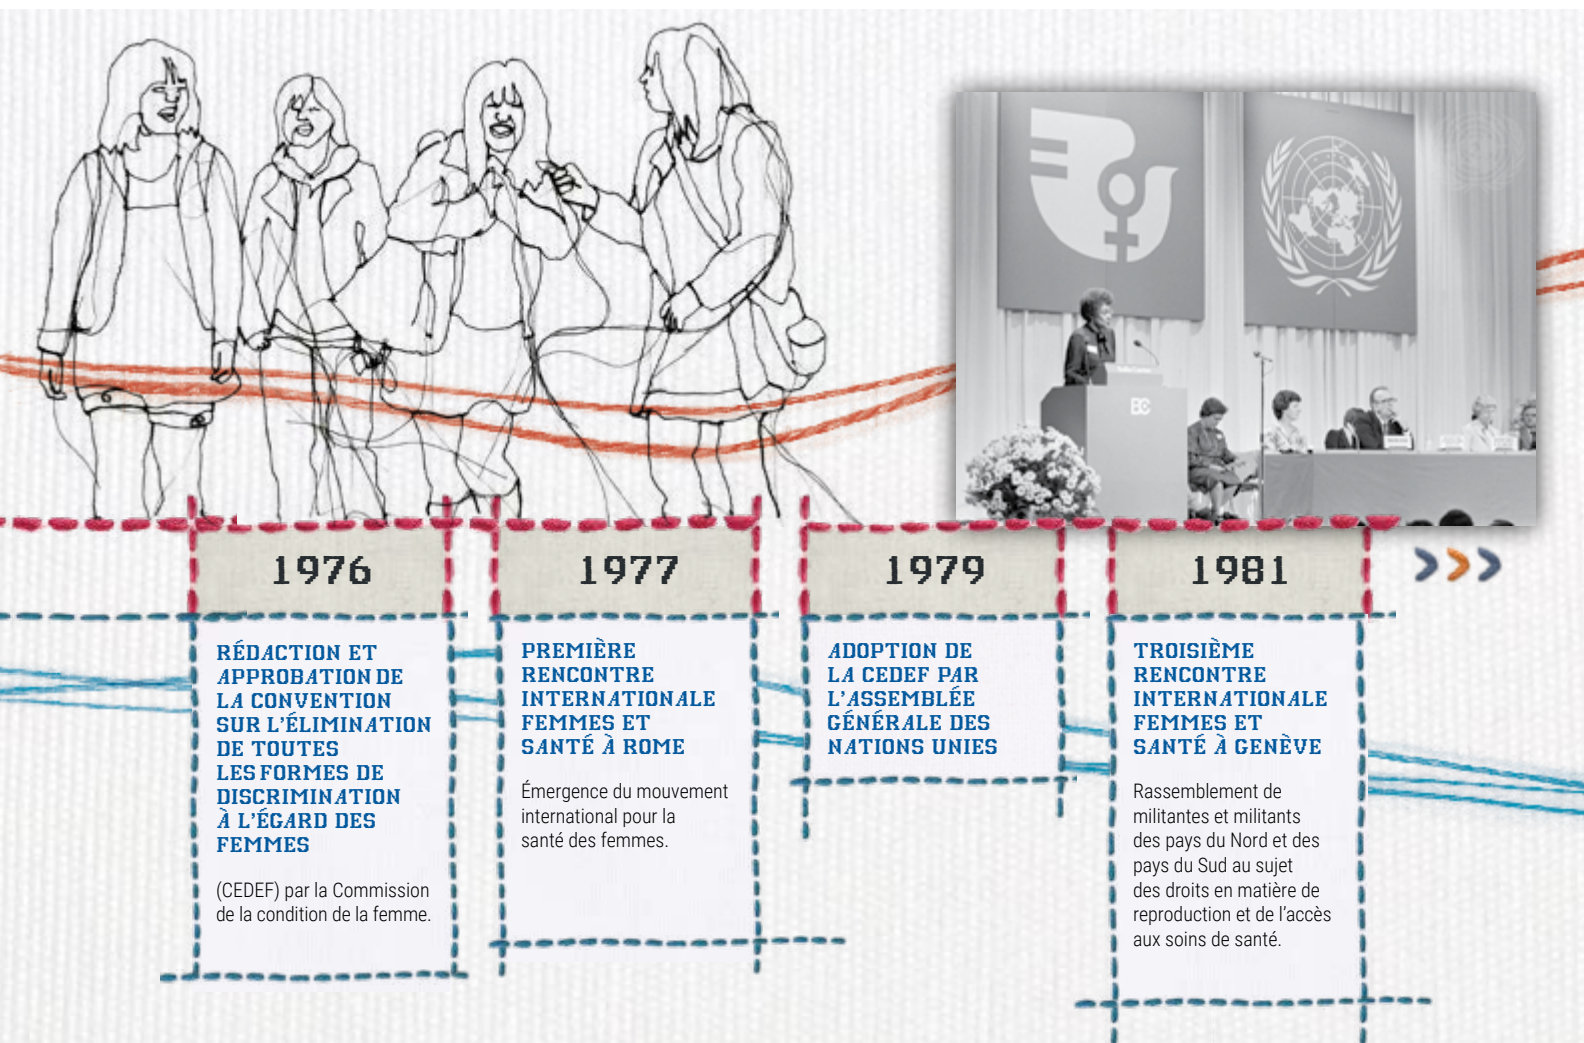 BC
1976
RÉDACTION ET
APPROBATION DE
LA CONVENTION
SUR L'ÉLIMINATION
DE TOUTES
LES FORMES DE
DISCRIMINATION
À L'ÉGARD DES
FEMMES
(CEDEF) par la Commission
de la condition de la femme.
1977
PREMIÈRE
RENCONTRE
INTERNATIONALE
FEMMES ET
SANTÉ À ROME
Émergence du mouvement
international pour la
santé des femmes.
1979
ADOPTION DE
LA CEDEF PAR
L'ASSEMBLÉE
GÉNÉRALE DES
NATIONS UNIES
1981
TROISIÈME
RENCONTRE
INTERNATIONALE
FEMMES ET
SANTÉ À GENÈVE
Rassemblement de
militantes et militants
des pays du Nord et des
pays du Sud au sujet
des droits en matière de
reproduction et de l'accès
aux soins de santé.